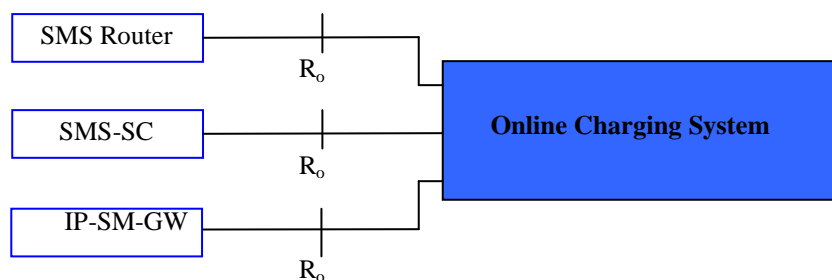 SMS Router
Ro
SMS-SC
Online Charging System
Ro
IP-SM-GW
Ro